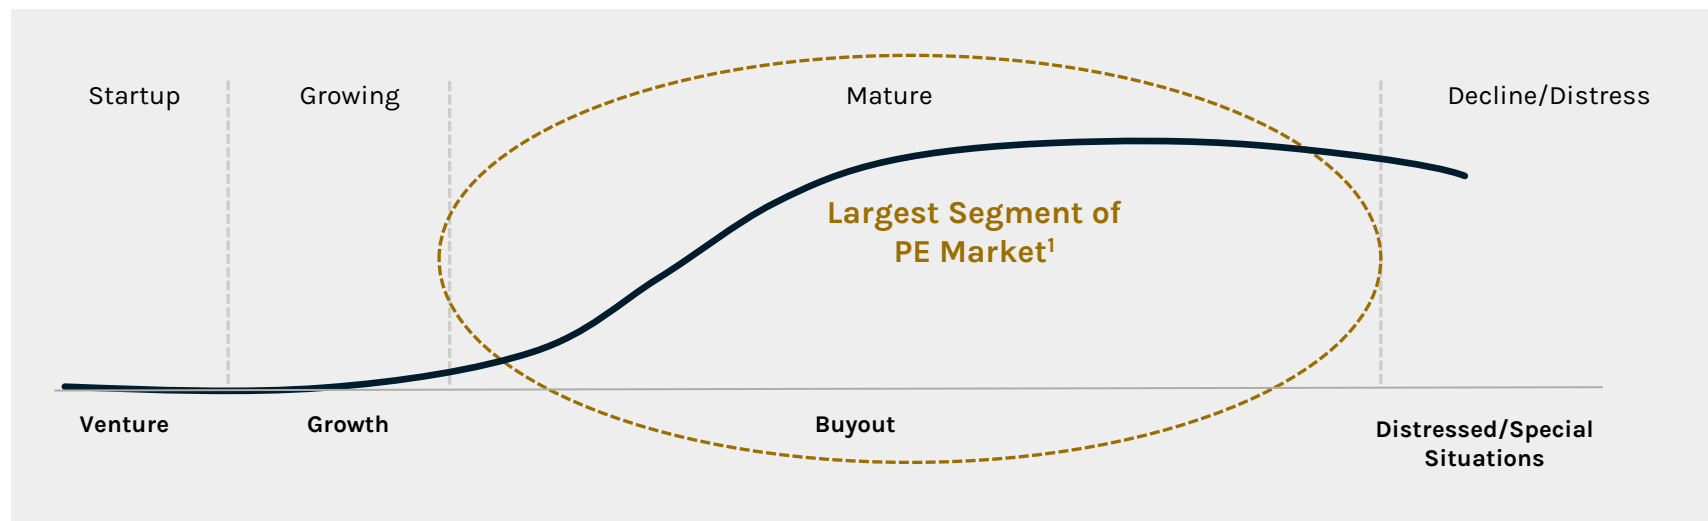 Startup
Growing
Mature
Decline/Distress
Largest Segment of
PE Market¹
Venture
Growth
Buyout
Distressed/Special
Situations